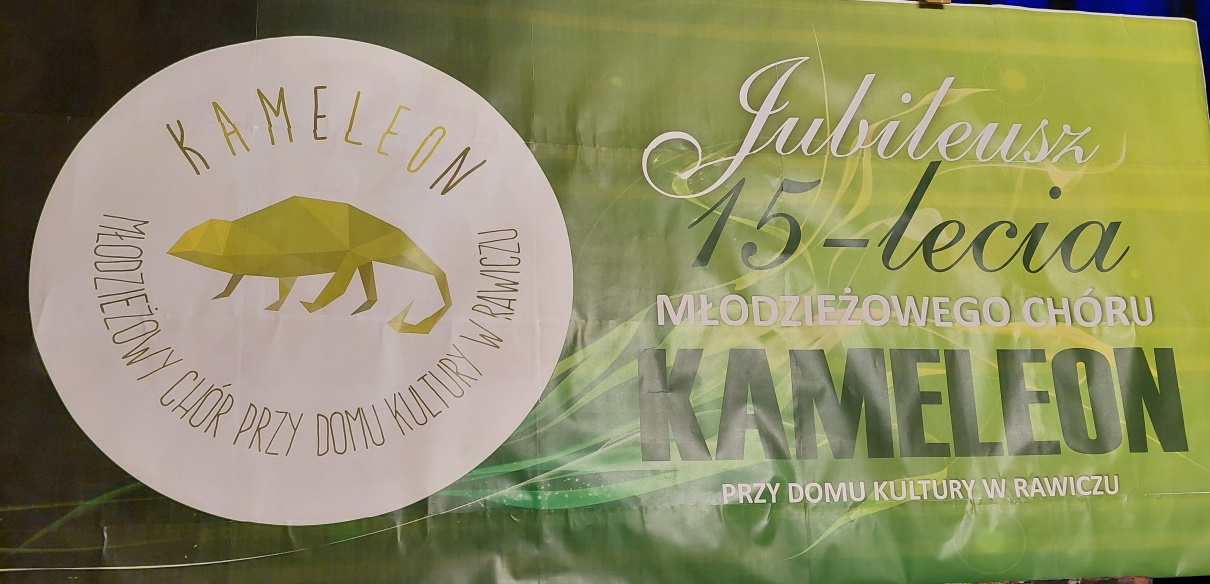 KAMELEON
MŁODZIEŻOWY CHÓR PRZY DOMU KULTURY W RAWICZU
Jubileusz
15-lecia
MŁODZIEŻOWEGO CHÓRU
KAMELEON
PRZY DOMU KULTURY W RAWICZU